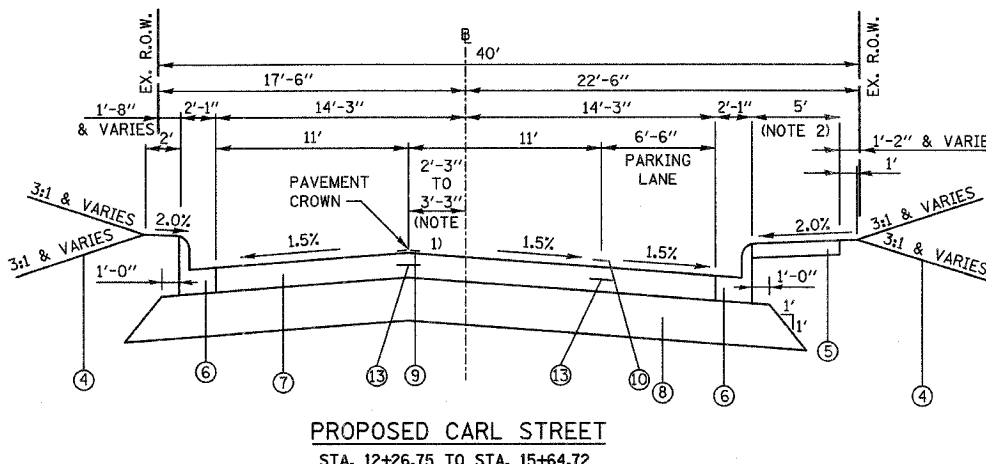 EX. R.O.W.
EX. R.O.W.
℄
40'
17'-6"
22'-6"
1'-8"
& VARIES
2'-1"
14'-3"
14'-3"
2'-1"
5'
(NOTE 2)
2'
11'
11'
6'-6"
PARKING
LANE
1'-2" & VARIE
1'
2'-3"
TO
3'-3"
(NOTE
1)
PAVEMENT
CROWN
3:1 & VARIES
3:1 & VARIES
2.0%
1.5%
1.5%
1.5%
2.0%
3:1 & VARIES
3:1 & VARIES
1'-0"
1'-0"
1'
1'
4
6
7
13
9
13
10
8
6
5
4
PROPOSED CARL STREET
STA. 12+26.75 TO STA. 15+64.72